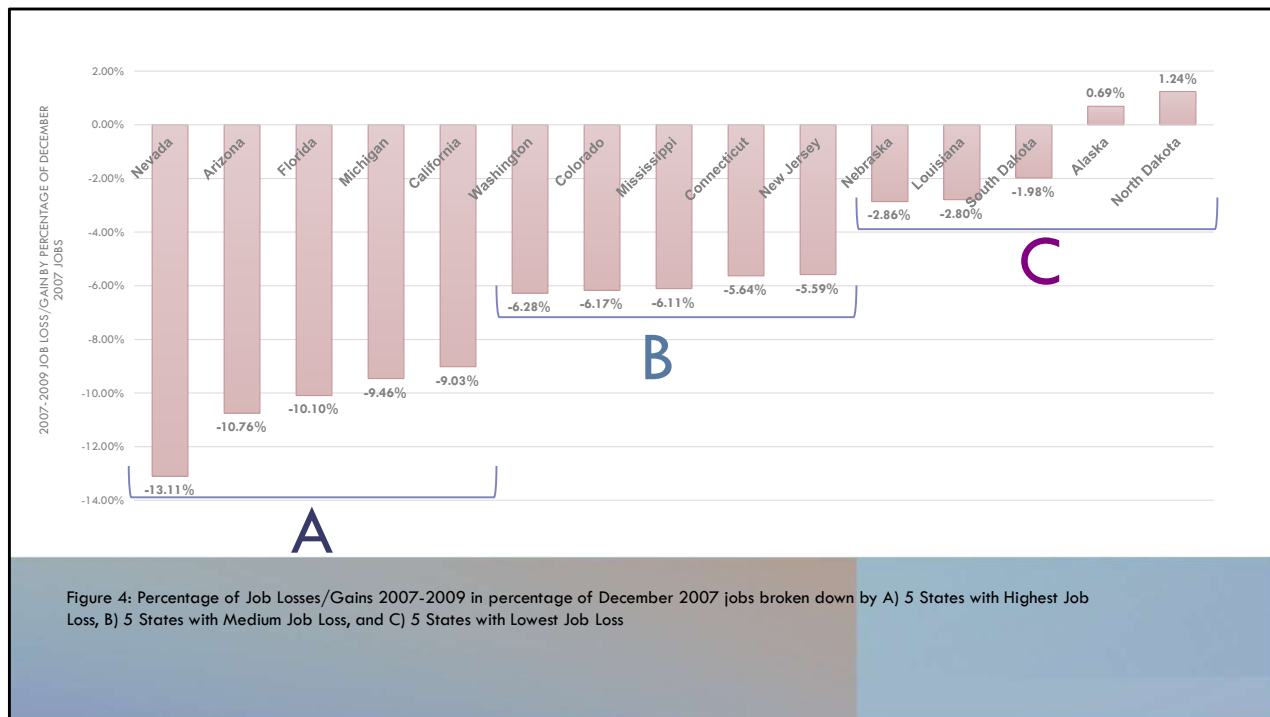 2007-2009 JOB LOSS/GAIN BY PERCENTAGE OF DECEMBER
2007 JOBS
2.00%
0.00%
-2.00%
-4.00%
-6.00%
-8.00%
-10.00%
-12.00%
-14.00%
Nevada
Arizona
Florida
Michigan
California
Washington
Colorado
Mississippi
Connecticut
New Jersey
Nebraska
Louisiana
South Dakota
Alaska
North Dakota
-13.11%
-10.76%
-10.10%
-9.46%
-9.03%
-6.28%
-6.17%
-6.11%
-5.64%
-5.59%
-2.86%
-2.80%
-1.98%
0.69%
1.24%
A
B
C
Figure 4: Percentage of Job Losses/Gains 2007-2009 in percentage of December 2007 jobs broken down by A) 5 States with Highest Job
Loss, B) 5 States with Medium Job Loss, and C) 5 States with Lowest Job Loss